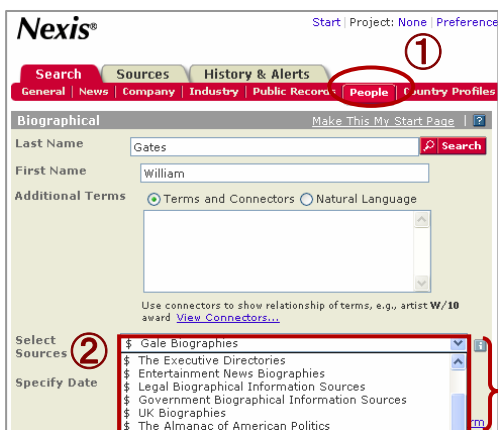 Nexis®
Start | Project: None | Preference
①
Search Sources History & Alerts
General | News | Company | Industry | Public Records | People | Country Profiles
Biographical Make This My Start Page | ?
Last Name Gates Search
First Name William
Additional Terms Terms and Connectors Natural Language
Use connectors to show relationship of terms, e.g., artist W/10
award View Connectors...
Select Sources ② $ Gale Biographies i
$ The Executive Directories
$ Entertainment News Biographies
Specify Date $ Legal Biographical Information Sources
$ Government Biographical Information Sources
$ UK Biographies
$ The Almanac of American Politics rm